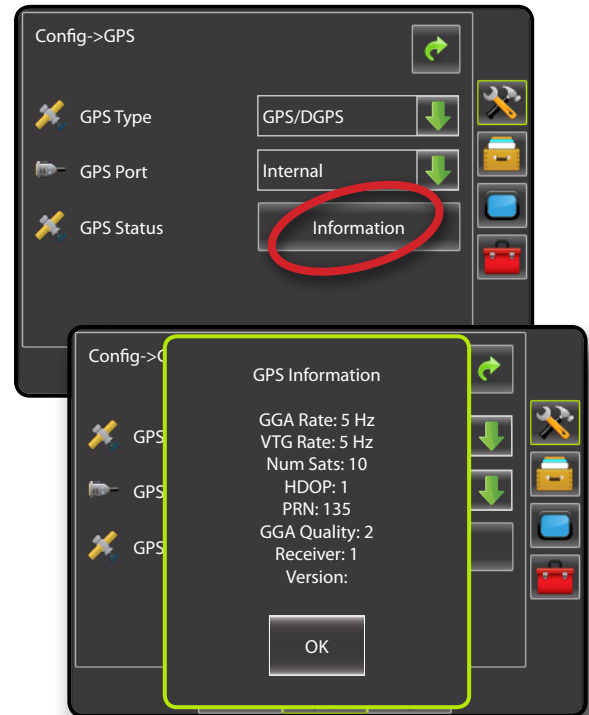 Config->GPS
GPS Type
GPS/DGPS
GPS Port
Internal
GPS Status
Information
Config->G
GPS
GPS
GPS
GPS Information
GGA Rate: 5 Hz
VTG Rate: 5 Hz
Num Sats: 10
HDOP: 1
PRN: 135
GGA Quality: 2
Receiver: 1
Version:
OK